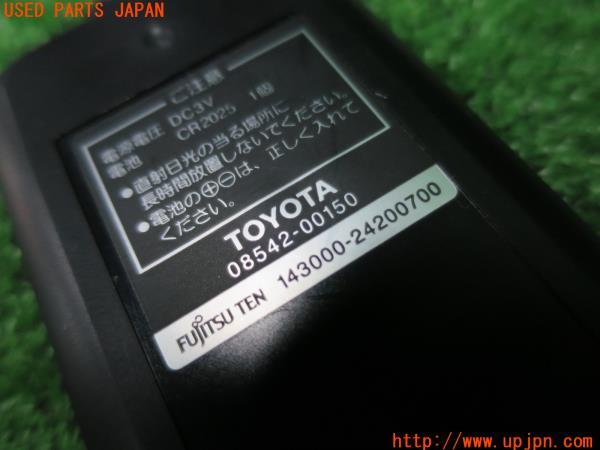 USED PARTS JAPAN
ご注意
電源電圧 DC3V
電池 CR2025 1個
●直射日光の当る場所に
長時間放置しないでください。
●電池の⊕⊖は、正しく入れて
ください。
TOYOTA
08542-00150
FUJITSU TEN 143000-24200700
http://www.upjpn.com/